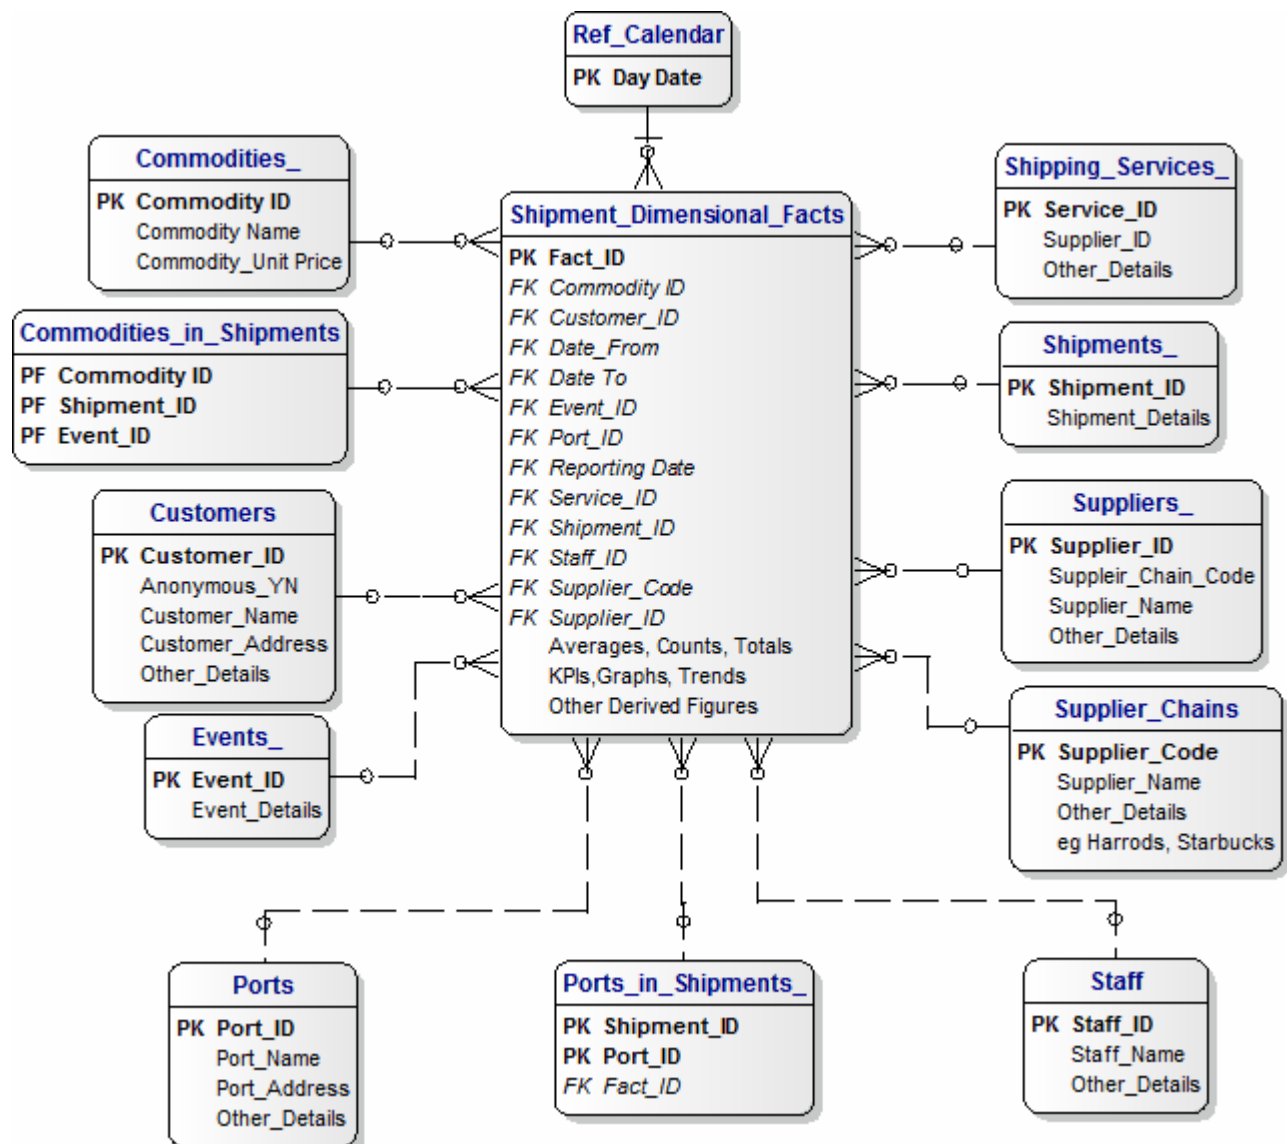 Ref_Calendar
PK Day Date
Commodities_
PK Commodity ID
Commodity Name
Commodity_Unit Price
Commodities_in_Shipments
PF Commodity ID
PF Shipment_ID
PF Event_ID
Customers
PK Customer_ID
Anonymous_YN
Customer_Name
Customer_Address
Other_Details
Events_
PK Event_ID
Event_Details
Shipment_Dimensional_Facts
PK Fact_ID
FK Commodity ID
FK Customer_ID
FK Date_From
FK Date To
FK Event_ID
FK Port_ID
FK Reporting Date
FK Service_ID
FK Shipment_ID
FK Staff_ID
FK Supplier_Code
FK Supplier_ID
Averages, Counts, Totals
KPIs,Graphs, Trends
Other Derived Figures
Shipping_Services_
PK Service_ID
Supplier_ID
Other_Details
Shipments_
PK Shipment_ID
Shipment_Details
Suppliers_
PK Supplier_ID
Suppleir_Chain_Code
Supplier_Name
Other_Details
Supplier_Chains
PK Supplier_Code
Supplier_Name
Other_Details
eg Harrods, Starbucks
Ports
PK Port_ID
Port_Name
Port_Address
Other_Details
Ports_in_Shipments_
PK Shipment_ID
PK Port_ID
FK Fact_ID
Staff
PK Staff_ID
Staff_Name
Other_Details